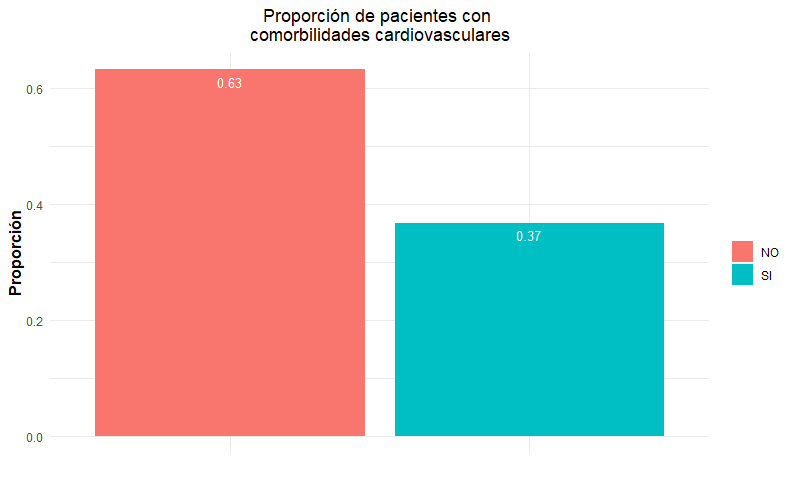 Proporción de pacientes con
comorbilidades cardiovasculares
Proporción
0.6
0.4
0.2
0.0
0.63
0.37
NO
SI